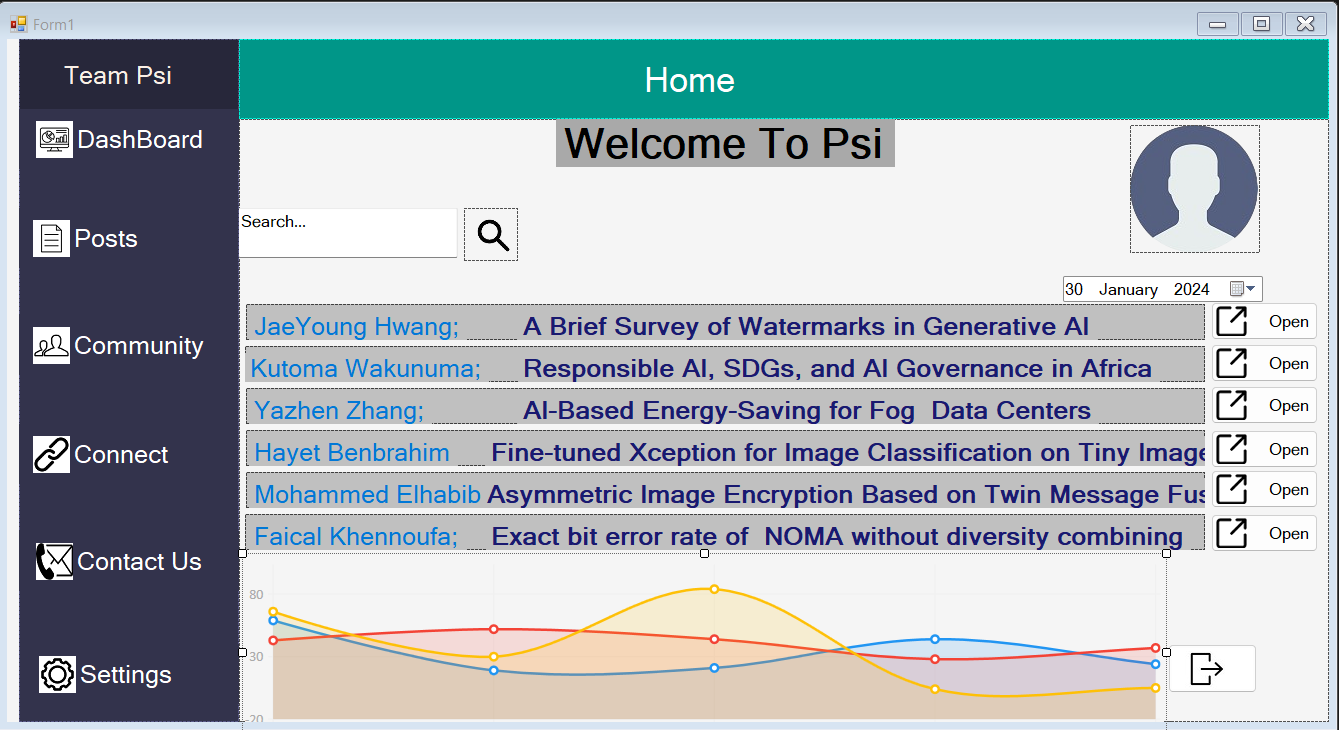 Form1
Team Psi
Home
DashBoard
Welcome To Psi
Search...
Posts
30 January 2024
JaeYoung Hwang; A Brief Survey of Watermarks in Generative AI Open
Community
Kutoma Wakunuma; Responsible AI, SDGs, and AI Governance in Africa Open
Yazhen Zhang; AI-Based Energy-Saving for Fog  Data Centers Open
Connect
Hayet Benbrahim Fine-tuned Xception for Image Classification on Tiny Image Open
Mohammed Elhabib Asymmetric Image Encryption Based on Twin Message Fus Open
Faical Khennoufa; Exact bit error rate of  NOMA without diversity combining Open
Contact Us
80
30
Settings
-20